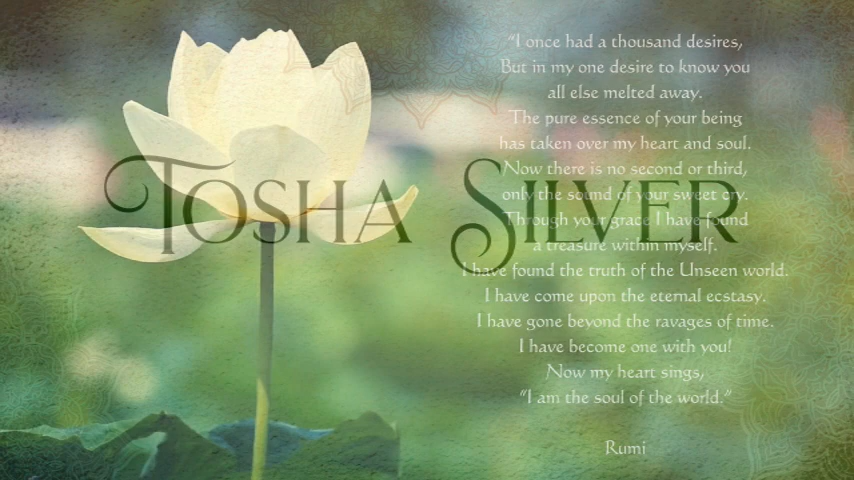 TOSHA SILVER
“I once had a thousand desires,
But in my one desire to know you
all else melted away.
The pure essence of your being
has taken over my heart and soul.
Now there is no second or third,
only the sound of your sweet cry.
Through your grace I have found
a treasure within myself.
I have found the truth of the Unseen world.
I have come upon the eternal ecstasy.
I have gone beyond the ravages of time.
I have become one with you!
Now my heart sings,
“I am the soul of the world.”
Rumi